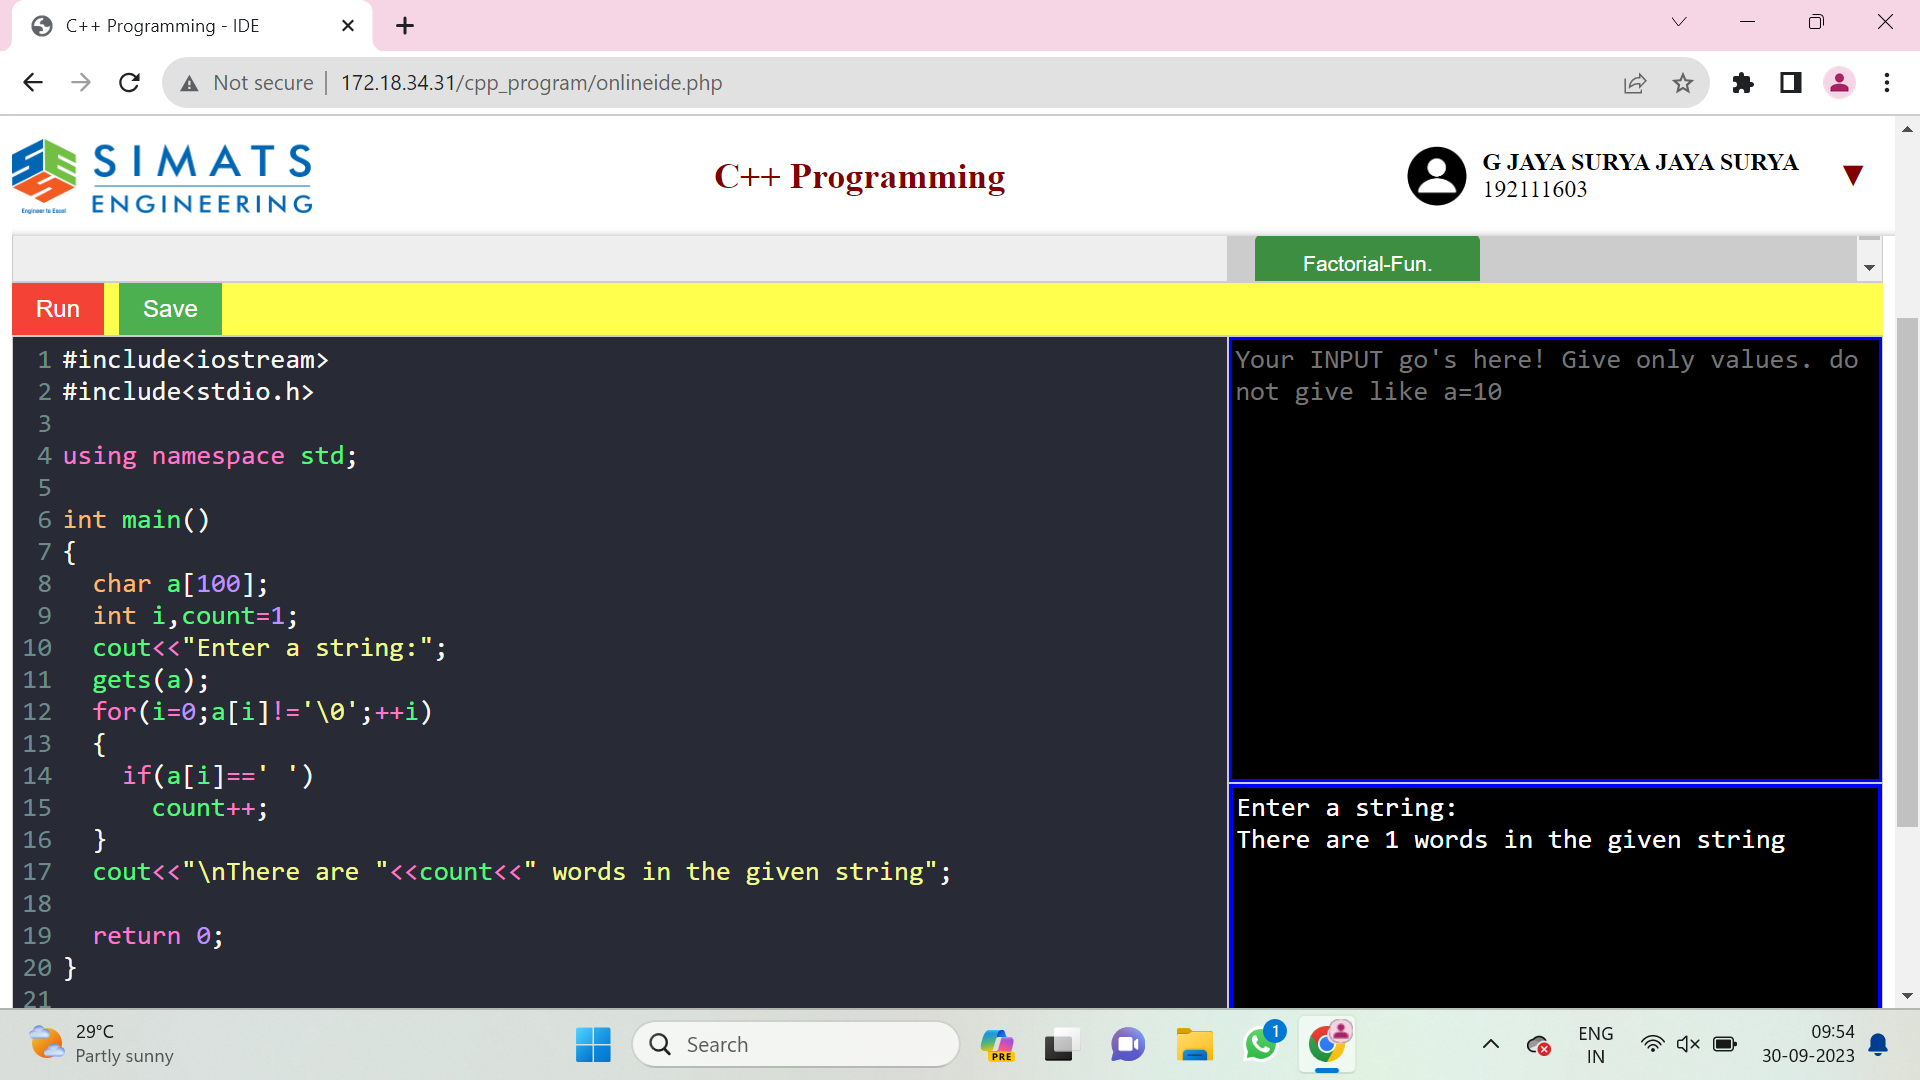 C++ Programming - IDE
Not secure | 172.18.34.31/cpp_program/onlineide.php
SIMATS
ENGINEERING
Engineer to Excel
C++ Programming
G JAYA SURYA JAYA SURYA
192111603
Factorial-Fun.
Run Save
1 #include<iostream>
2 #include<stdio.h>
3
4 using namespace std;
5
6 int main()
7 {
8   char a[100];
9   int i,count=1;
10   cout<<"Enter a string:";
11   gets(a);
12   for(i=0;a[i]!='\0';++i)
13   {
14     if(a[i]==' ')
15       count++;
16   }
17   cout<<"\nThere are "<<count<<" words in the given string";
18
19   return 0;
20 }
21
Your INPUT go's here! Give only values. do
not give like a=10
Enter a string:
There are 1 words in the given string
29°C
Partly sunny
Search
PRE
1
ENG
IN
09:54
30-09-2023